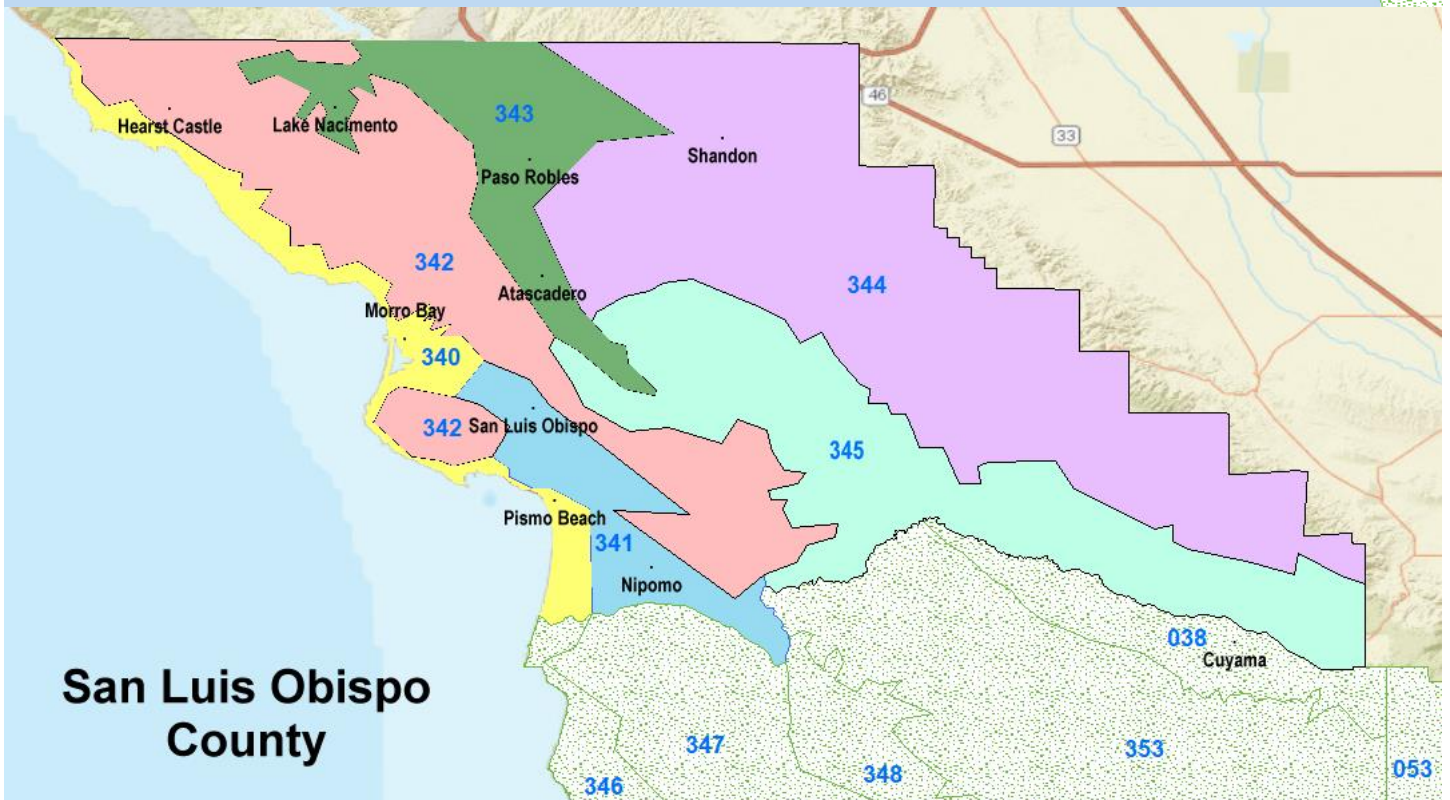 46
343
33
Hearst Castle
Lake Nacimento
Shandon
Paso Robles
342
344
Atascadero
Morro Bay
340
342
San Luis Obispo
345
Pismo Beach
341
Nipomo
038
Cuyama
San Luis Obispo
County
347
353
348
053
346